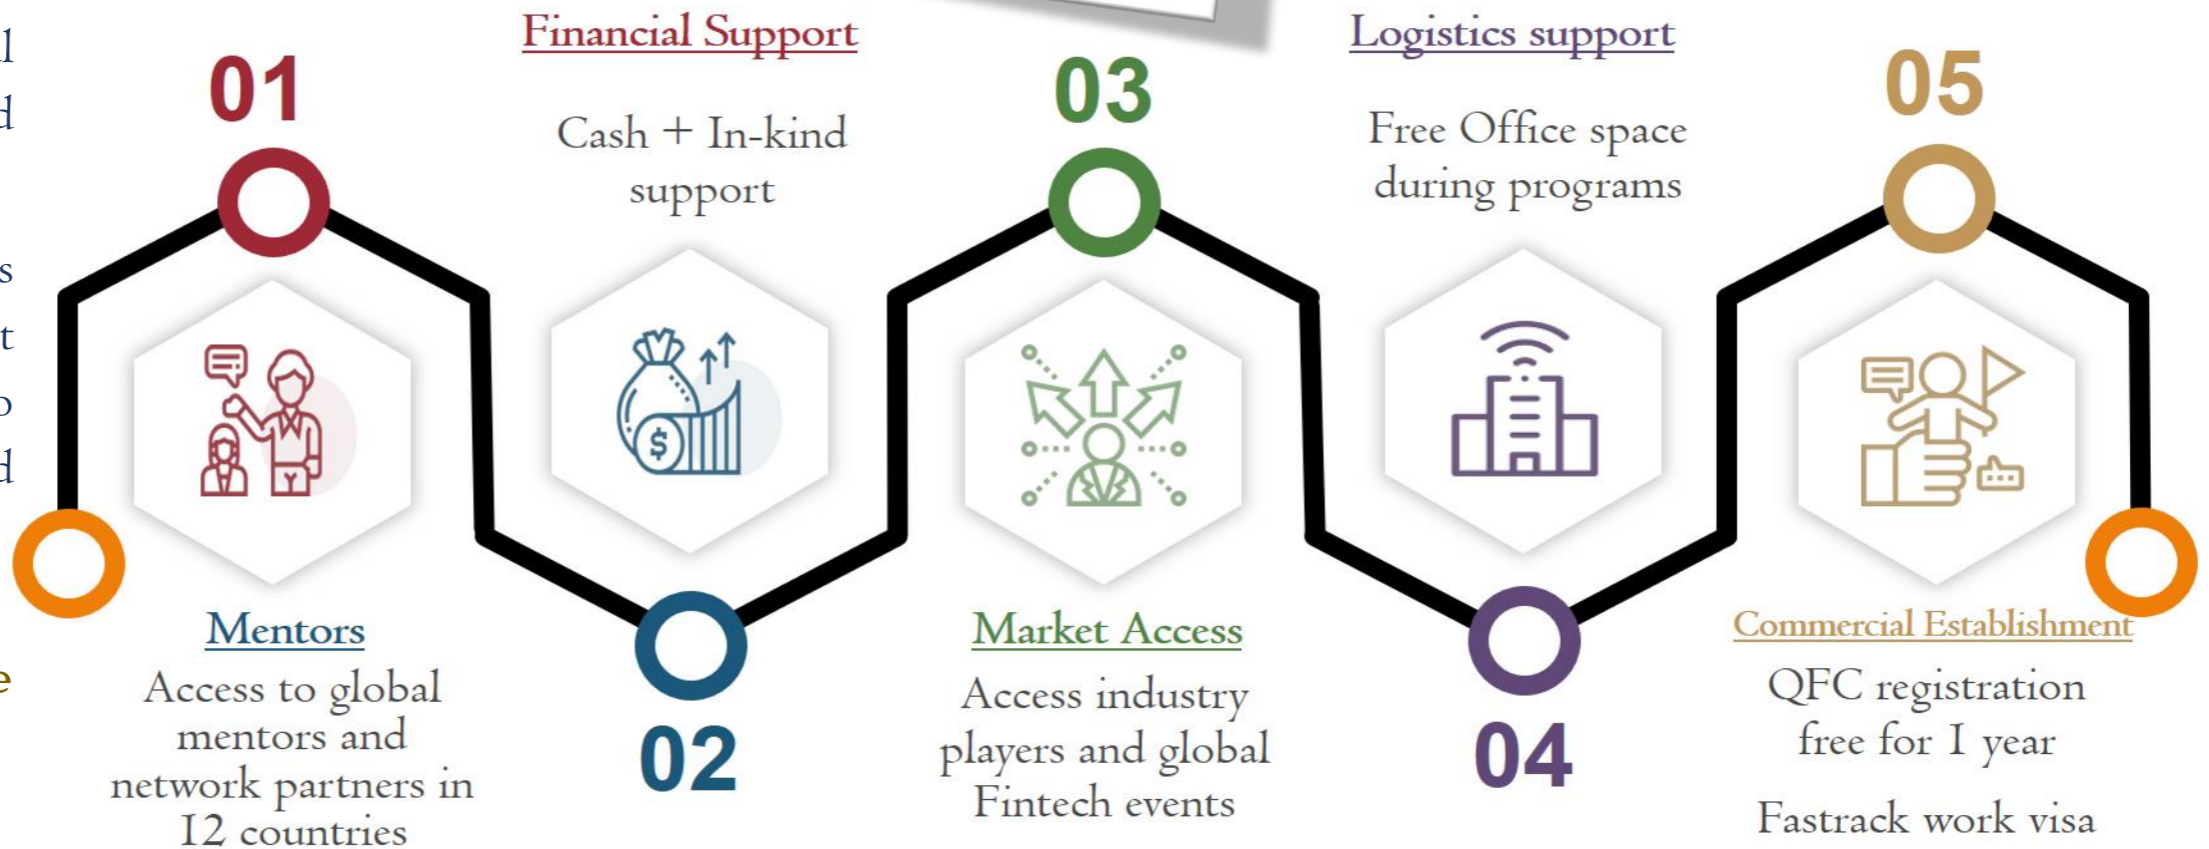 01
Mentors
Access to global
mentors and
network partners in
12 countries
Financial Support
Cash + In-kind
support
$
02
03
Market Access
Access industry
players and global
Fintech events
Logistics support
Free Office space
during programs
04
05
Commercial Establishment
QFC registration
free for 1 year
Fastrack work visa